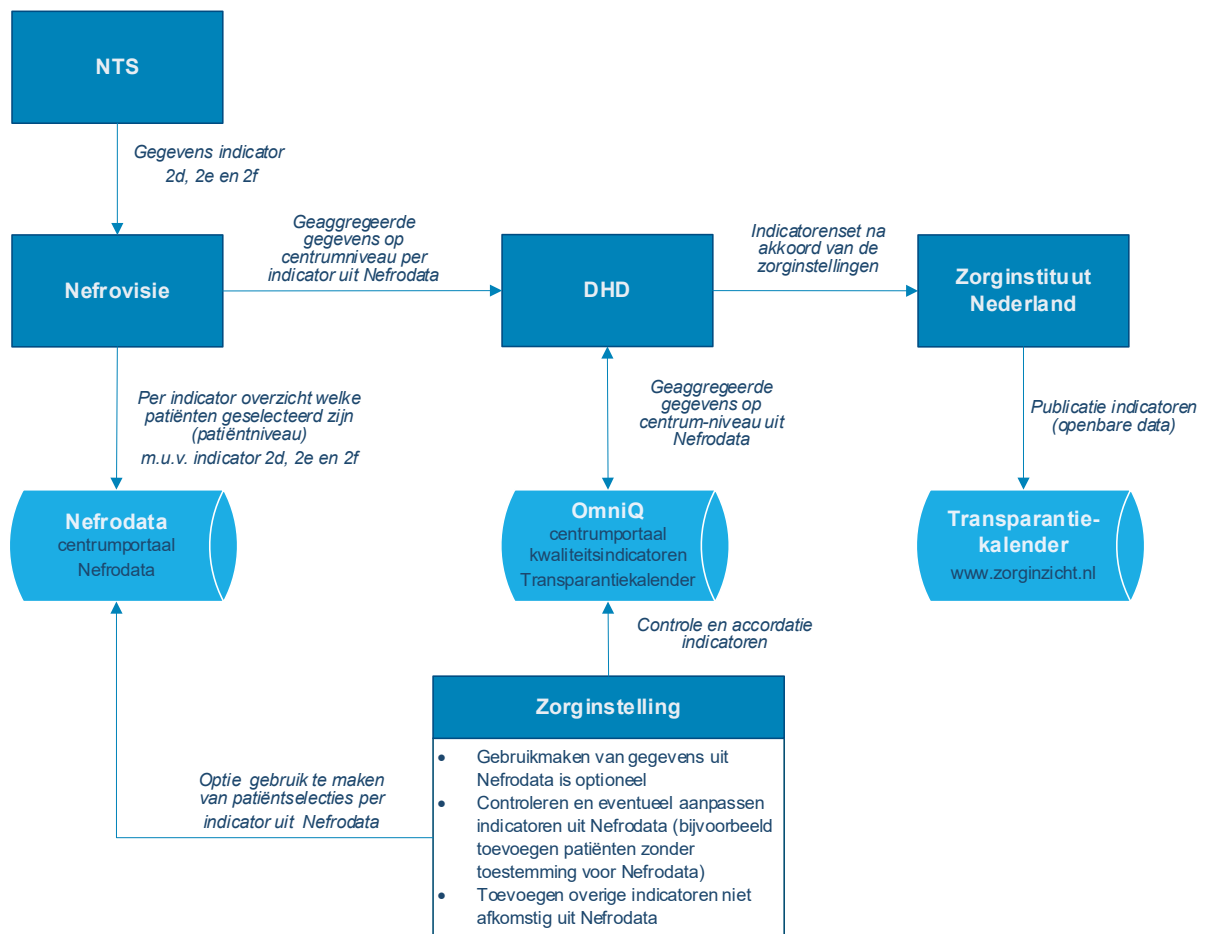 NTS
Gegevens indicator
2d, 2e en 2f
Nefrovisie
Geaggregeerde
gegevens op
centrumniveau per
indicator uit Nefrodata
DHD
Indicatorenset na
akkoord van de
zorginstellingen
Zorginstituut
Nederland
Per indicator overzicht welke
patiënten geselecteerd zijn
(patiëntniveau)
m.u.v. indicator 2d, 2e en 2f
Geaggregeerde
gegevens op
centrum-niveau uit
Nefrodata
Publicatie indicatoren
(openbare data)
Nefrodata
centrumportaal
Nefrodata
OmniQ
centrumportaal
kwaliteitsindicatoren
Transparantiekalender
Transparantie-
kalender
www.zorginzicht.nl
Controle en accordatie
indicatoren
Zorginstelling
• Gebruikmaken van gegevens uit
Nefrodata is optioneel
• Controleren en eventueel aanpassen
indicatoren uit Nefrodata (bijvoorbeeld
toevoegen patiënten zonder
toestemming voor Nefrodata)
• Toevoegen overige indicatoren niet
afkomstig uit Nefrodata
Optie gebruik te maken
van patiëntselecties per
indicator uit Nefrodata